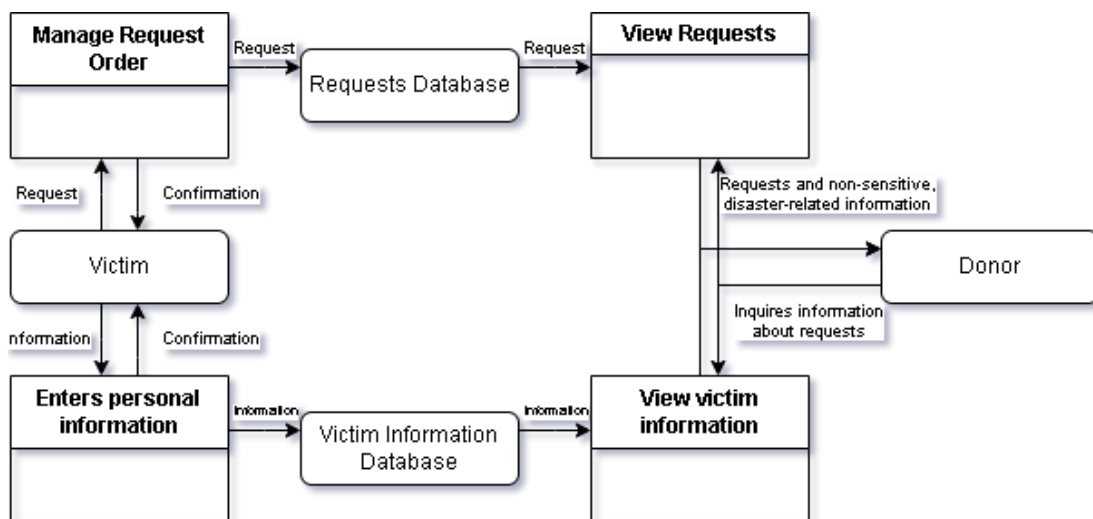 Manage Request
Order
Request
Requests Database
Request
View Requests
Request
Confirmation
Requests and non-sensitive,
disaster-related information
Victim
Donor
nformation
Confirmation
Inquires information
about requests
Enters personal
information
Information
Victim Information
Database
Information
View victim
information